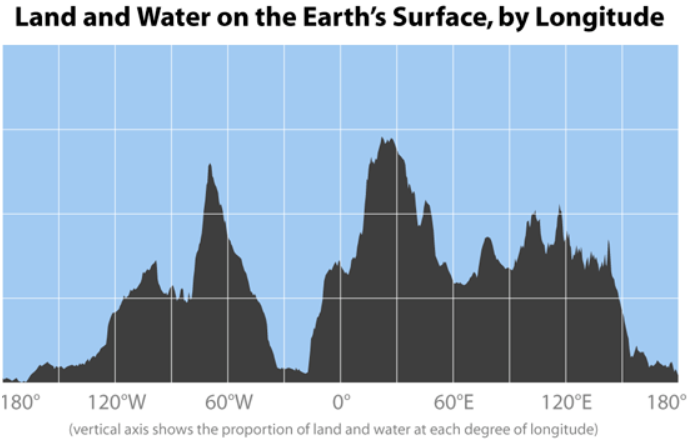 Land and Water on the Earth's Surface, by Longitude
180° 120°W 60°W 0° 60°E 120°E 180°
(vertical axis shows the proportion of land and water at each degree of longitude)